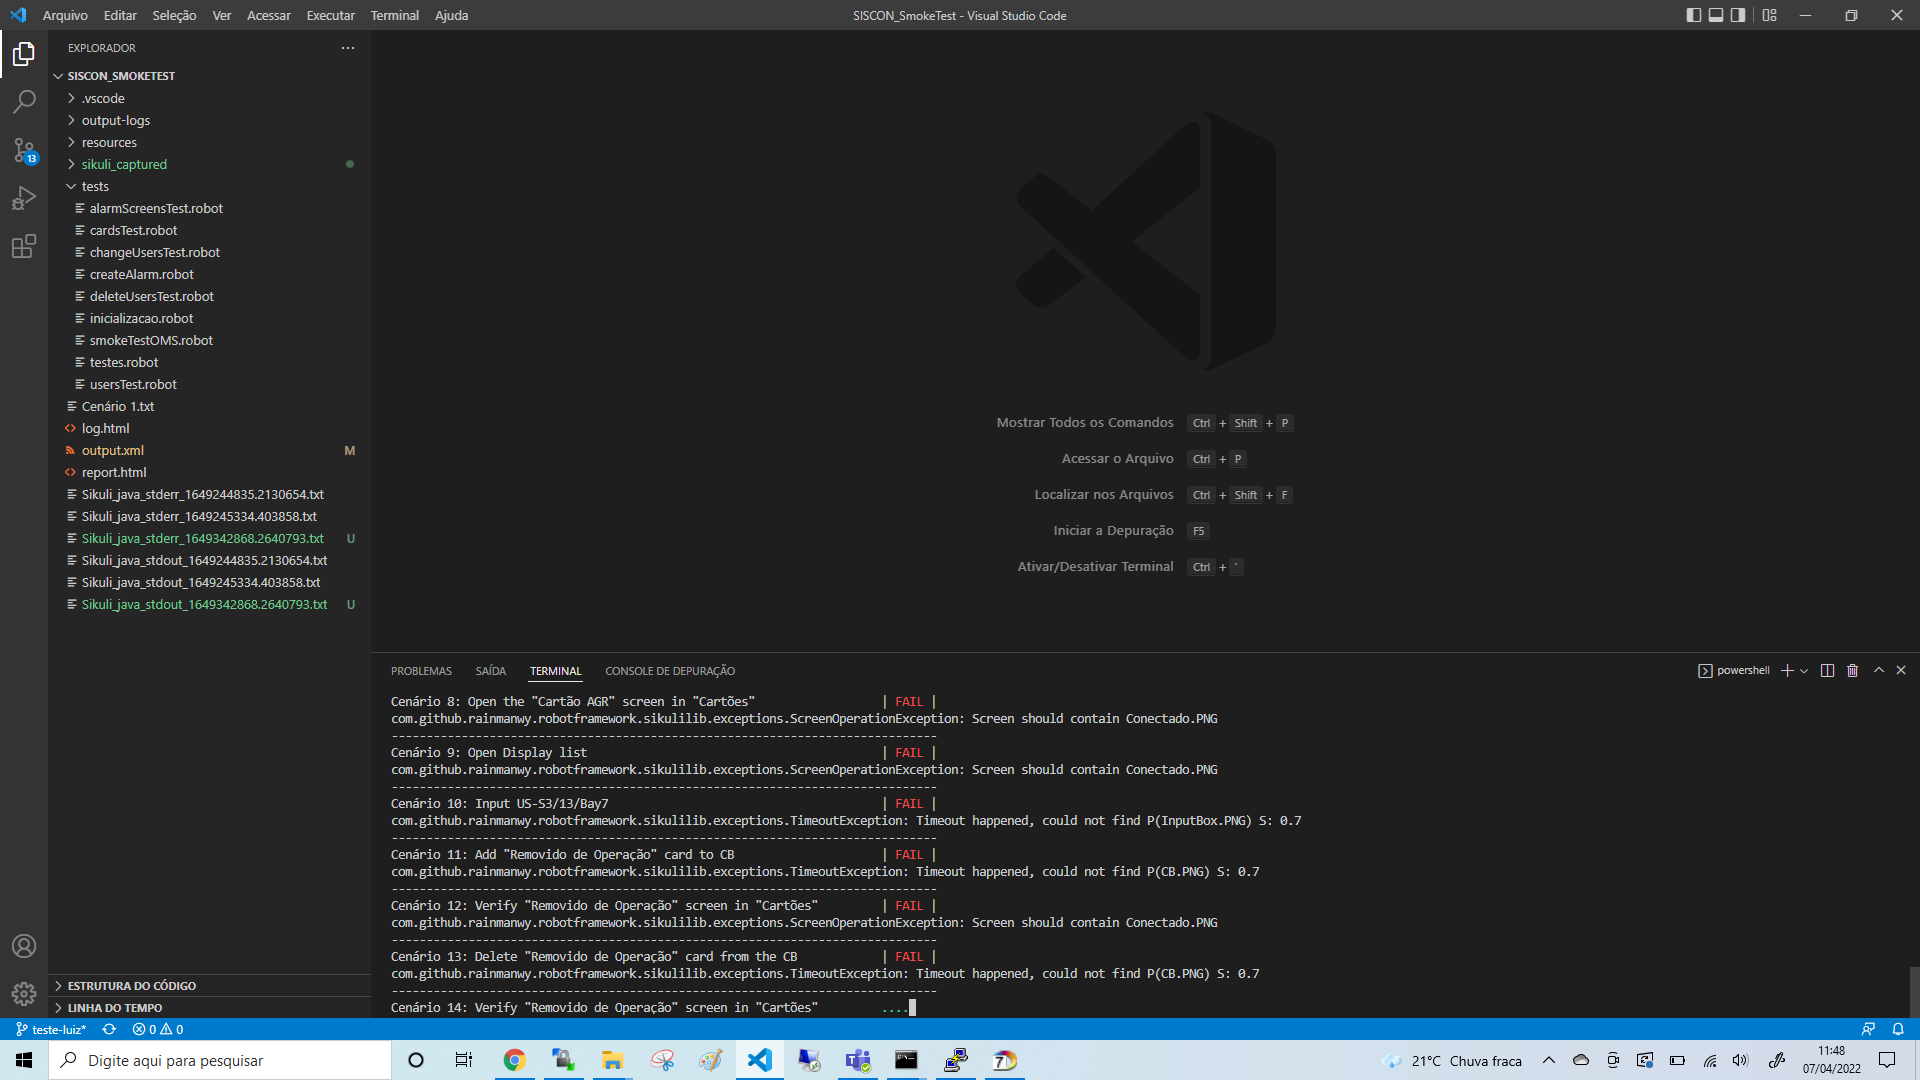 Arquivo Editar Seleção Ver Acessar Executar Terminal Ajuda
SISCON_SmokeTest - Visual Studio Code
EXPLORADOR
SISCON_SMOKETEST
.vscode
output-logs
resources
sikuli_captured
tests
alarmScreensTest.robot
cardsTest.robot
changeUsersTest.robot
createAlarm.robot
deleteUsersTest.robot
inicializacao.robot
smokeTestOMS.robot
testes.robot
usersTest.robot
Cenário 1.txt
log.html
output.xml M
report.html
Sikuli_java_stderr_1649244835.2130654.txt
Sikuli_java_stderr_1649245334.403858.txt
Sikuli_java_stderr_1649342868.2640793.txt U
Sikuli_java_stdout_1649244835.2130654.txt
Sikuli_java_stdout_1649245334.403858.txt
Sikuli_java_stdout_1649342868.2640793.txt U
13
ESTRUTURA DO CÓDIGO
LINHA DO TEMPO
Mostrar Todos os Comandos Ctrl + Shift + P
Acessar o Arquivo Ctrl + P
Localizar nos Arquivos Ctrl + Shift + F
Iniciar a Depuração F5
Ativar/Desativar Terminal Ctrl + '
PROBLEMAS SAÍDA TERMINAL CONSOLE DE DEPURAÇÃO
powershell
Cenário 8: Open the "Cartão AGR" screen in "Cartões" | FAIL |
com.github.rainmanwy.robotframework.sikulilib.exceptions.ScreenOperationException: Screen should contain Conectado.PNG
------------------------------------------------------------------------------
Cenário 9: Open Display list | FAIL |
com.github.rainmanwy.robotframework.sikulilib.exceptions.ScreenOperationException: Screen should contain Conectado.PNG
------------------------------------------------------------------------------
Cenário 10: Input US-S3/13/Bay7 | FAIL |
com.github.rainmanwy.robotframework.sikulilib.exceptions.TimeoutException: Timeout happened, could not find P(InputBox.PNG) S: 0.7
------------------------------------------------------------------------------
Cenário 11: Add "Removido de Operação" card to CB | FAIL |
com.github.rainmanwy.robotframework.sikulilib.exceptions.TimeoutException: Timeout happened, could not find P(CB.PNG) S: 0.7
------------------------------------------------------------------------------
Cenário 12: Verify "Removido de Operação" screen in "Cartões" | FAIL |
com.github.rainmanwy.robotframework.sikulilib.exceptions.ScreenOperationException: Screen should contain Conectado.PNG
------------------------------------------------------------------------------
Cenário 13: Delete "Removido de Operação" card from the CB | FAIL |
com.github.rainmanwy.robotframework.sikulilib.exceptions.TimeoutException: Timeout happened, could not find P(CB.PNG) S: 0.7
------------------------------------------------------------------------------
Cenário 14: Verify "Removido de Operação" screen in "Cartões" ....
teste-luiz* 0 0
Digite aqui para pesquisar
21°C Chuva fraca
11:48
07/04/2022